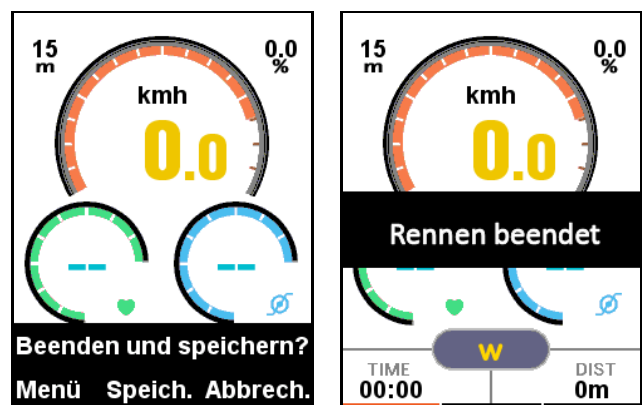 15
m
0.0
%
kmh
0.0
--
--
Beenden und speichern?
Menü Speich. Abbrech.
15
m
0.0
%
kmh
0.0
Rennen beendet
--
--
W
TIME
00:00
DIST
0m